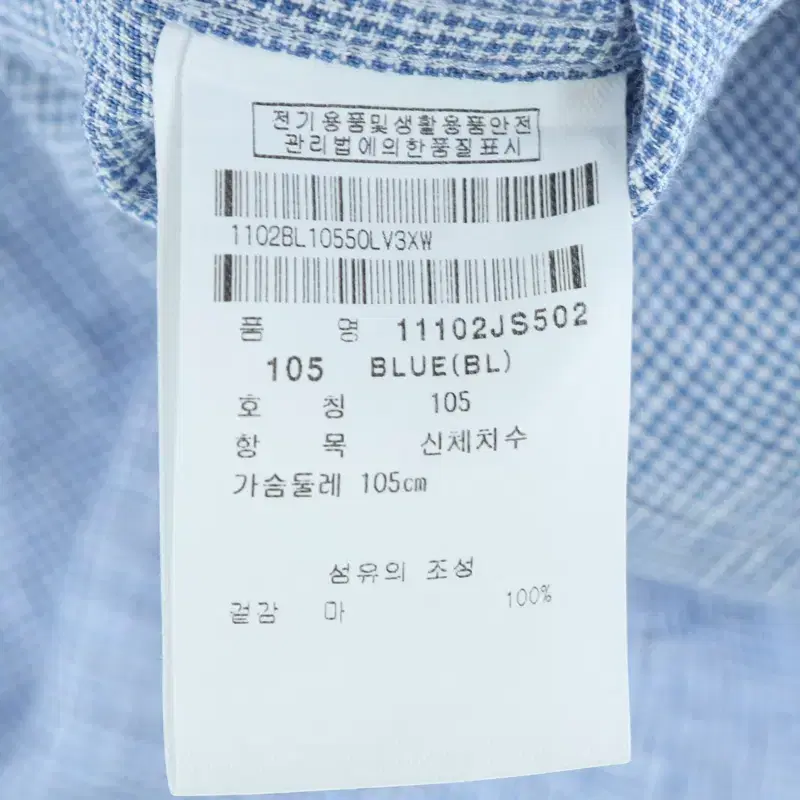 전기용품및생활용품안전
관리법에의한품질표시
1102BL10550LV3XW
품 명 11102JS502
105 BLUE(BL)
호 칭 105
항 목 신체치수
가슴둘레 105cm
섬유의 조성
겉감 마 100%